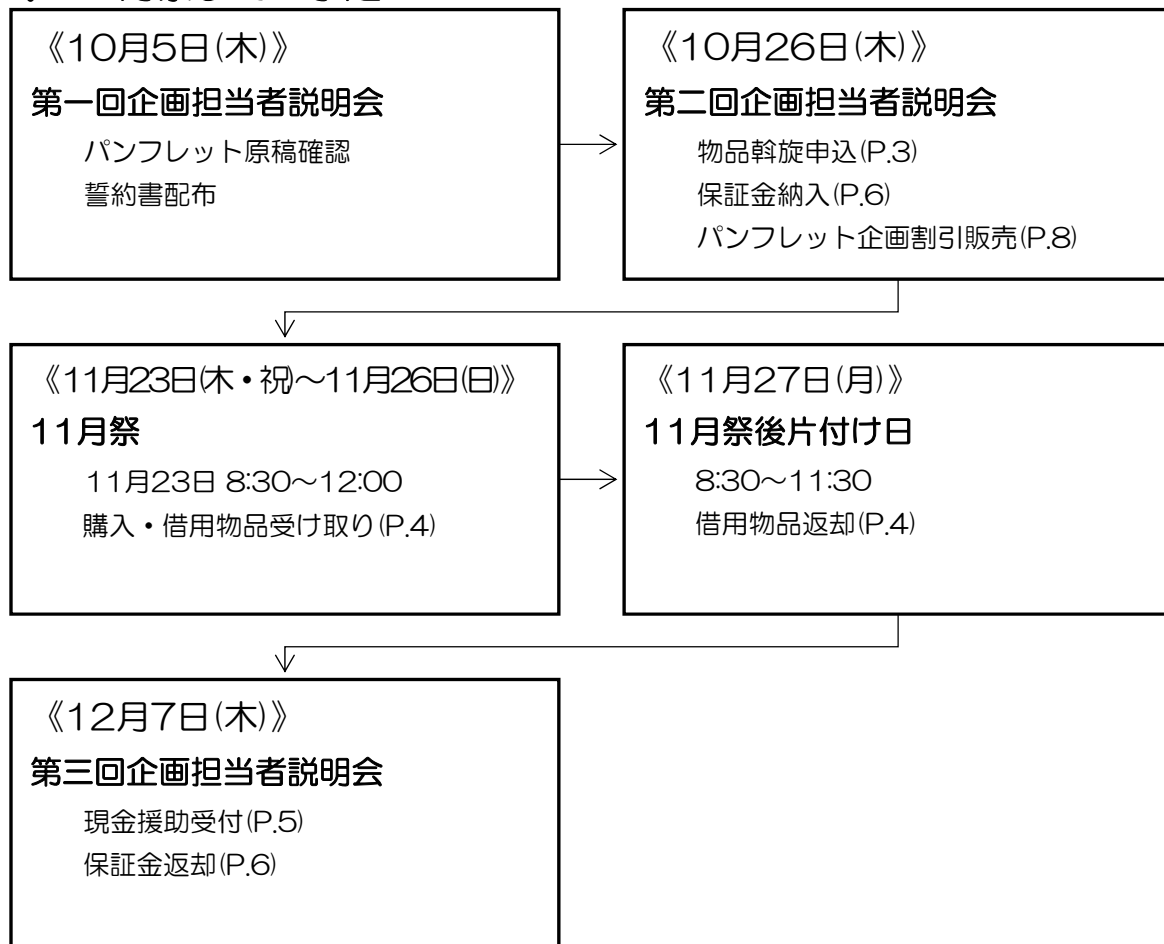 《10月5日(木)》
第一回企画担当者説明会
パンフレット原稿確認
誓約書配布
《10月26日(木)》
第二回企画担当者説明会
物品斡旋申込(P.3)
保証金納入(P.6)
パンフレット企画割引販売(P.8)
《11月23日(木・祝)～11月26日(日)》
11月祭
11月23日 8:30～12:00
購入・借用物品受け取り(P.4)
《11月27日(月)》
11月祭後片付け日
8:30～11:30
借用物品返却(P.4)
《12月7日(木)》
第三回企画担当者説明会
現金援助受付(P.5)
保証金返却(P.6)